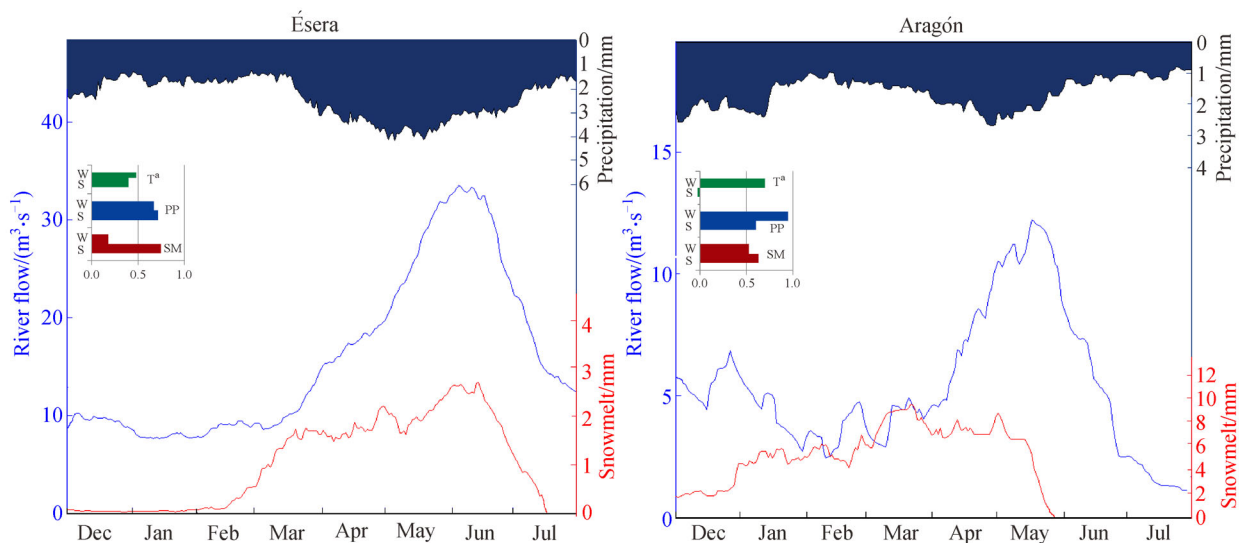 Ésera
Aragón
River flow/(m³·s⁻¹)
40
30
20
10
0
Precipitation/mm
0
1
2
3
4
5
6
Snowmelt/mm
4
3
2
1
0
W
S
Tª
W
S
PP
W
S
SM
0.0
0.5
1.0
Dec
Jan
Feb
Mar
Apr
May
Jun
Jul
River flow/(m³·s⁻¹)
15
10
5
0
Precipitation/mm
0
1
2
3
4
Snowmelt/mm
12
10
8
6
4
2
0
W
S
Tª
W
S
PP
W
S
SM
0.0
0.5
1.0
Dec
Jan
Feb
Mar
Apr
May
Jun
Jul